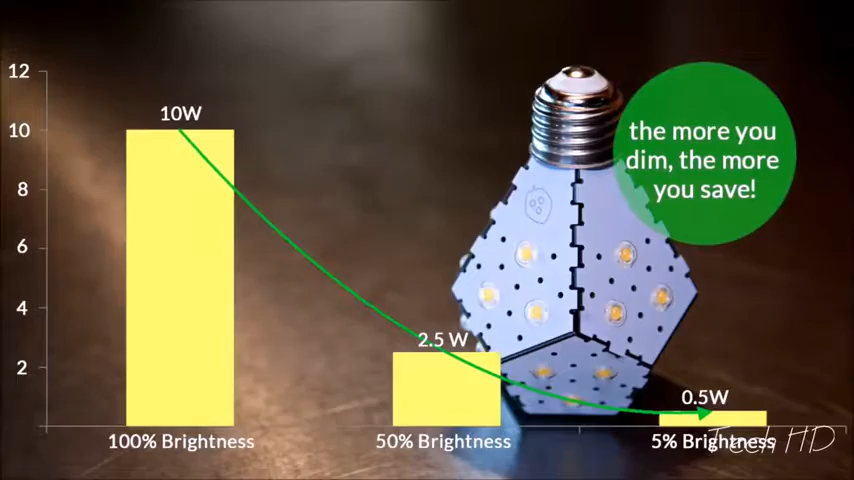 12
10
8
6
4
2
10W
2.5 W
0.5W
100% Brightness
50% Brightness
5% Brightness
the more you
dim, the more
you save!
Tech HD